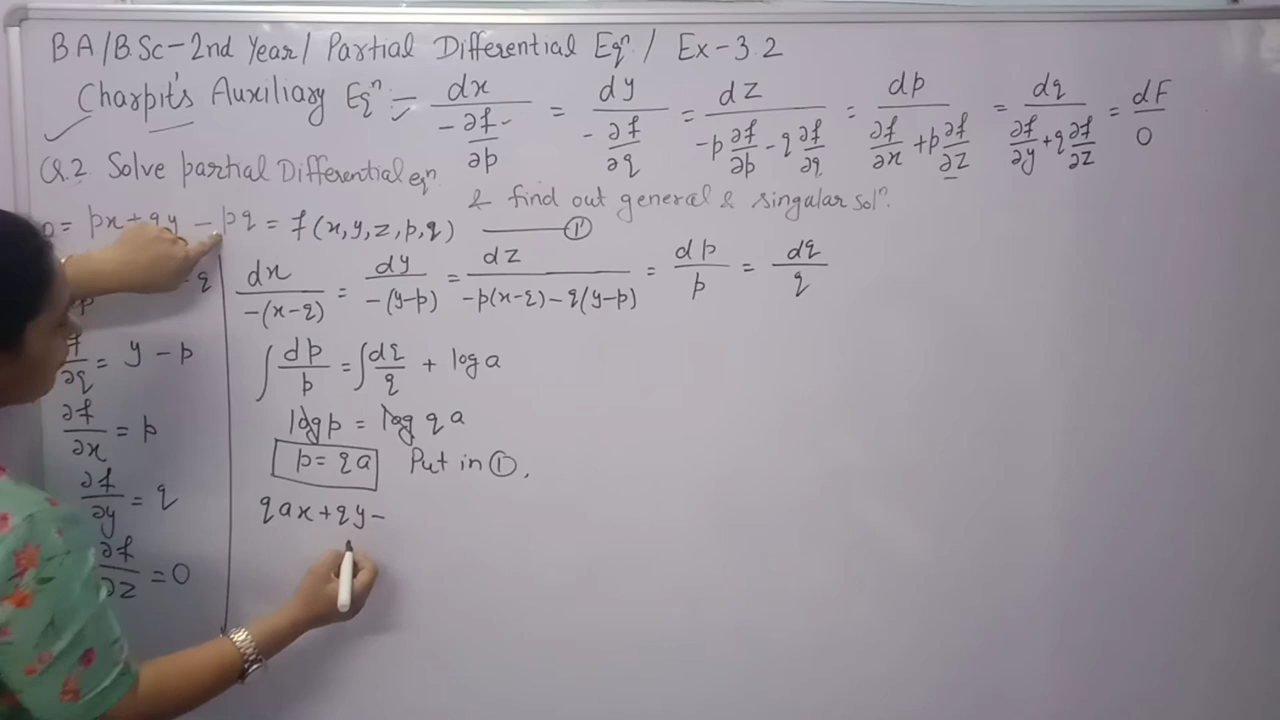 BA/B.Sc-2nd Year/ Partial Differential Eqⁿ./ Ex-3.2
Charpit's Auxiliary Eqⁿ :- dx/(-∂f/∂p) = dy/(-∂f/∂q) = dz/(-p ∂f/∂p - q ∂f/∂q) = dp/(∂f/∂x + p ∂f/∂z) = dq/(∂f/∂y + q ∂f/∂z) = dF/0
Q.2 Solve partial Differential eqⁿ
& find out general & singular solⁿ.
= px + qy - pq = f(x,y,z,p,q) ——— ①
- q
dx/(-(x-q)) = dy/(-(y-p)) = dz/(-p(x-q)-q(y-p)) = dp/p = dq/q
∂f/∂q = y - p
∂f/∂x = p
∂f/∂y = q
∂f/∂z = 0
∫ dp/p = ∫ dq/q + log a
log p = log q a
p = qa Put in ①,
qax + qy -